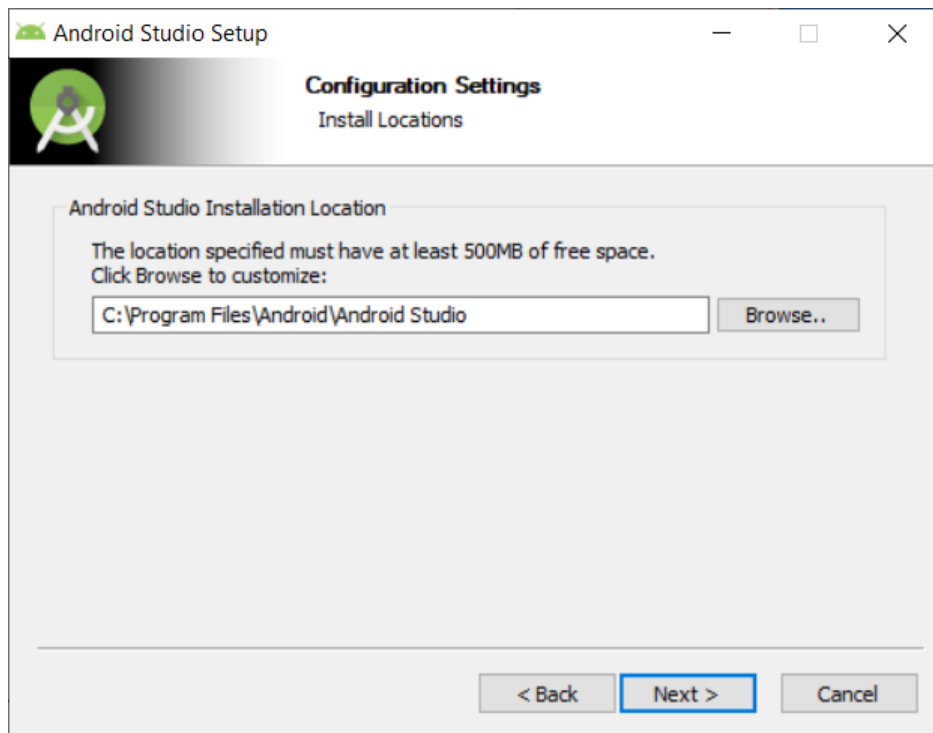 Android Studio Setup
Configuration Settings
Install Locations
Android Studio Installation Location
The location specified must have at least 500MB of free space.
Click Browse to customize:
C:\Program Files\Android\Android Studio
Browse..
< Back
Next >
Cancel